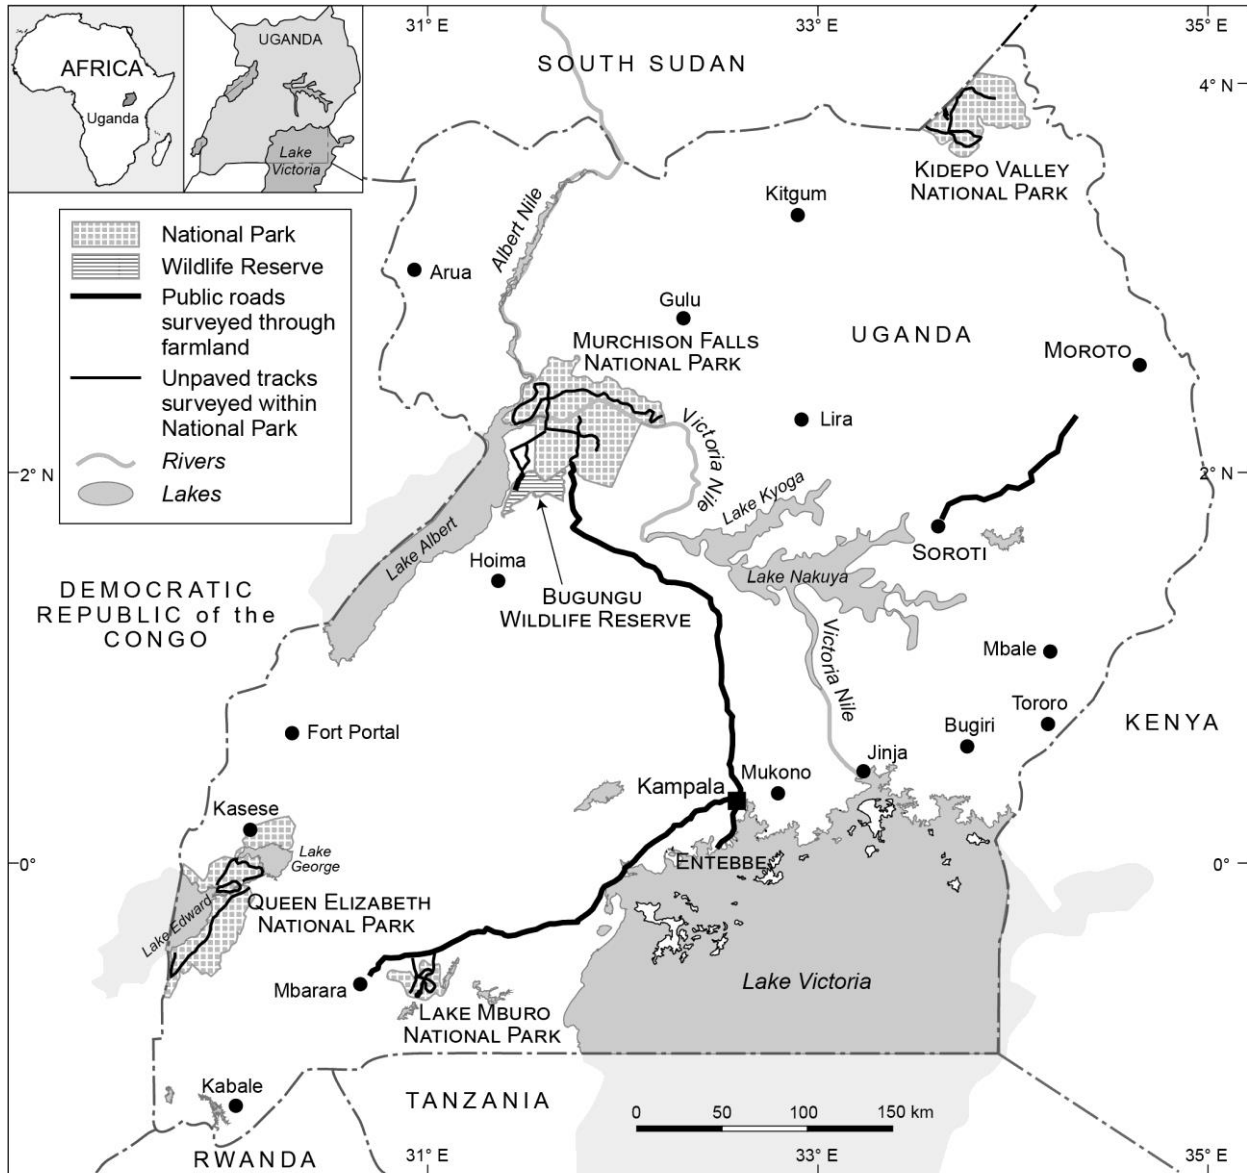 31 E
33 E
35 E
AFRICA
Uganda
UGANDA
Lake
Victoria
SOUTH SUDAN
4° N
KIDEPO VALLEY
NATIONAL PARK
National Park
Wildlife Reserve
Public roads
surveyed through
farmland
Unpaved tracks
surveyed within
National Park
Rivers
Lakes
Albert Nile
Kitgum
Arua
Gulu
MURCHISON FALLS
NATIONAL PARK
UGANDA
MOROTO
Lira
Victoria Nile
2° N
2° N
Lake Kyoga
SOROTI
Lake Albert
Hoima
Lake Nakuya
BUGUNGU
WILDLIFE RESERVE
DEMOCRATIC
REPUBLIC of the
CONGO
Victoria Nile
Mbale
Tororo
Bugiri
KENYA
Fort Portal
Jinja
Mukono
Kampala
Kasese
Lake
George
ENTEBBE
0°
0°
Lake Edward
QUEEN ELIZABETH
NATIONAL PARK
Mbarara
Lake Victoria
LAKE MBURO
NATIONAL PARK
Kabale
TANZANIA
0 50 100 150 km
RWANDA
31° E
33° E
35° E